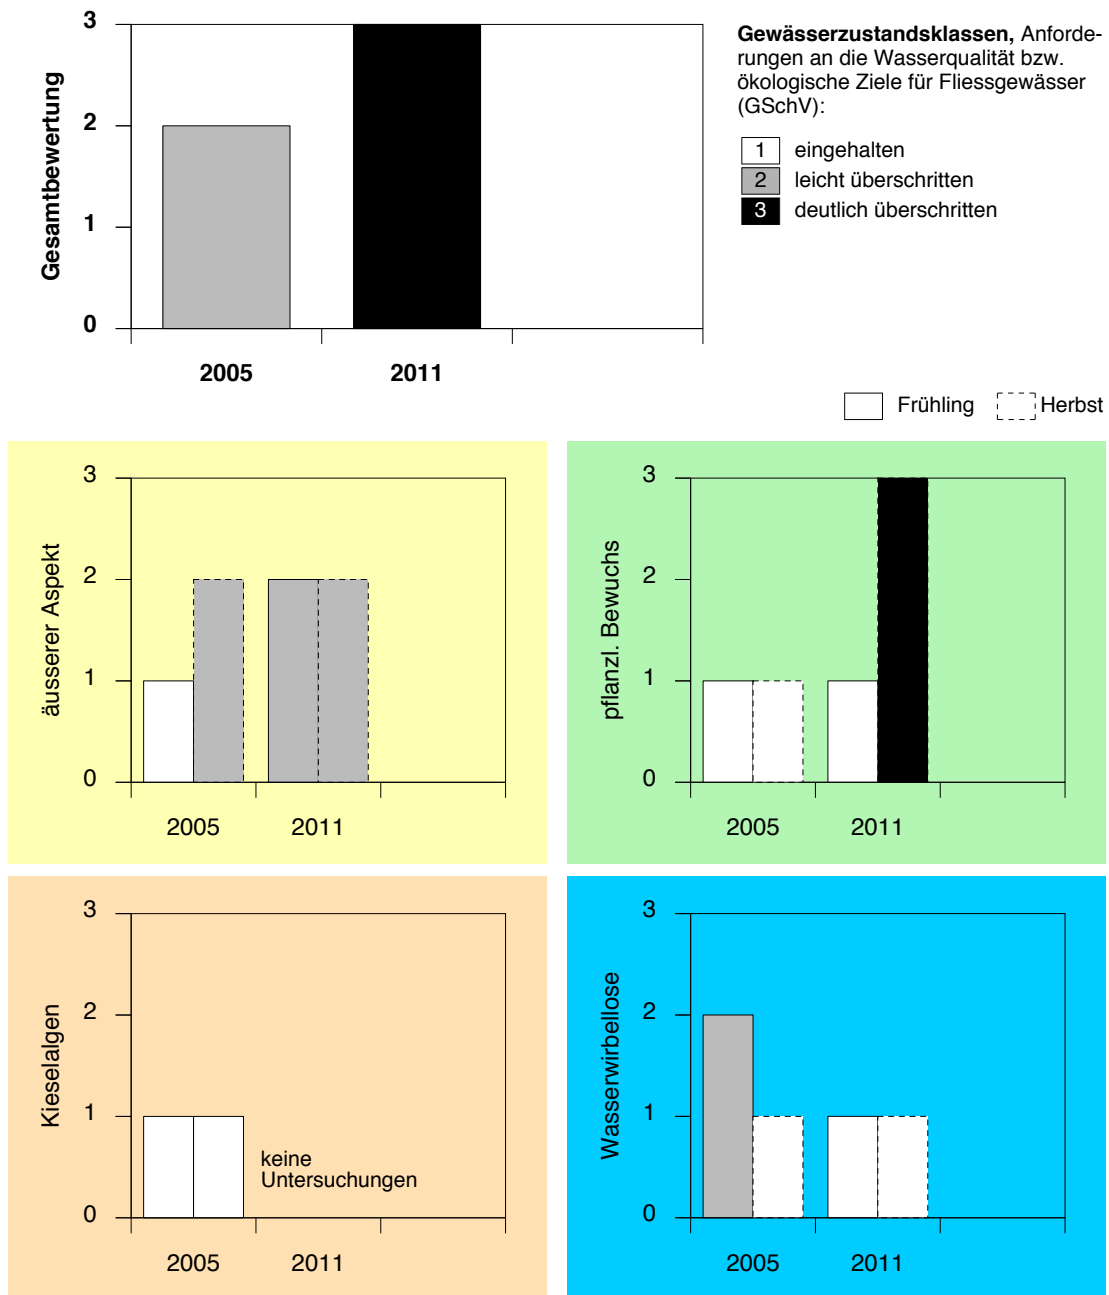 3
2
1
0
Gesamtbewertung
2005
2011
Gewässerzustandsklassen, Anforde-
rungen an die Wasserqualität bzw.
ökologische Ziele für Fliessgewässer
(GSchV):
1 eingehalten
2 leicht überschritten
3 deutlich überschritten
Frühling
Herbst
3
2
1
0
äusserer Aspekt
2005
2011
3
2
1
0
pflanzl. Bewuchs
2005
2011
3
2
1
0
Kieselalgen
keine
Untersuchungen
2005
2011
3
2
1
0
Wasserwirbellose
2005
2011